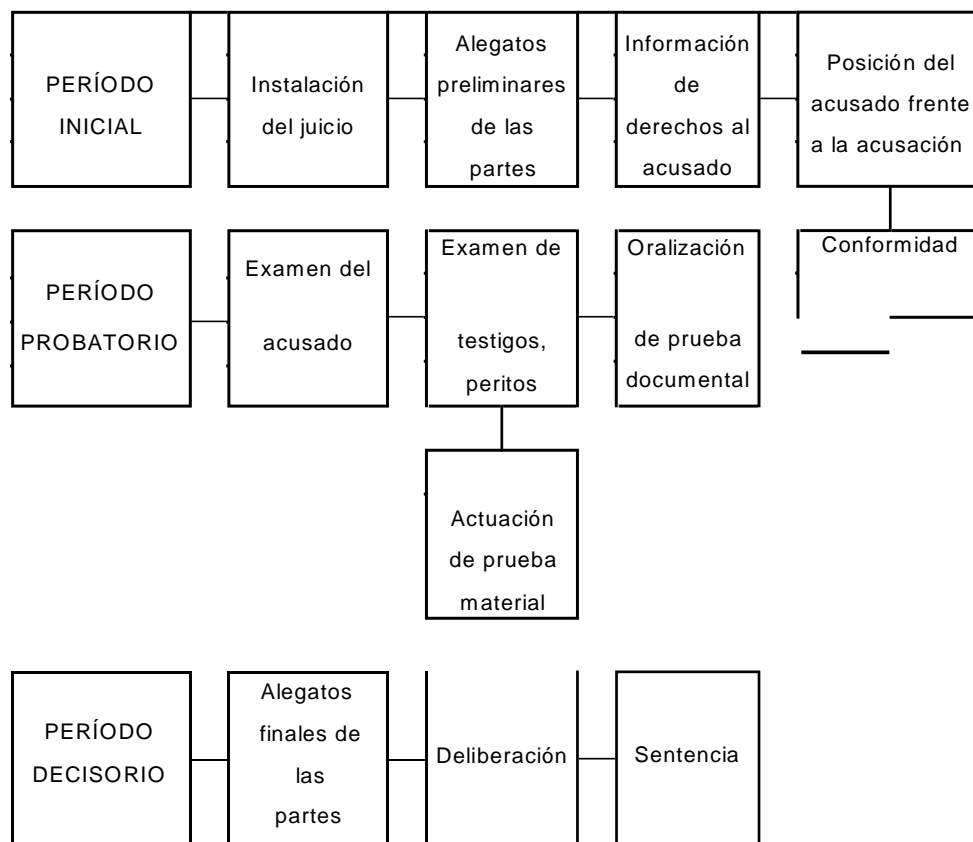 PERÍODO
INICIAL
Instalación
del juicio
Alegatos
preliminares
de las
partes
Información
de
derechos al
acusado
Posición del
acusado frente
a la acusación
Conformidad
PERÍODO
PROBATORIO
Examen del
acusado
Examen de
testigos,
peritos
Oralización
de prueba
documental
Actuación
de prueba
material
PERÍODO
DECISORIO
Alegatos
finales de
las
partes
Deliberación
Sentencia